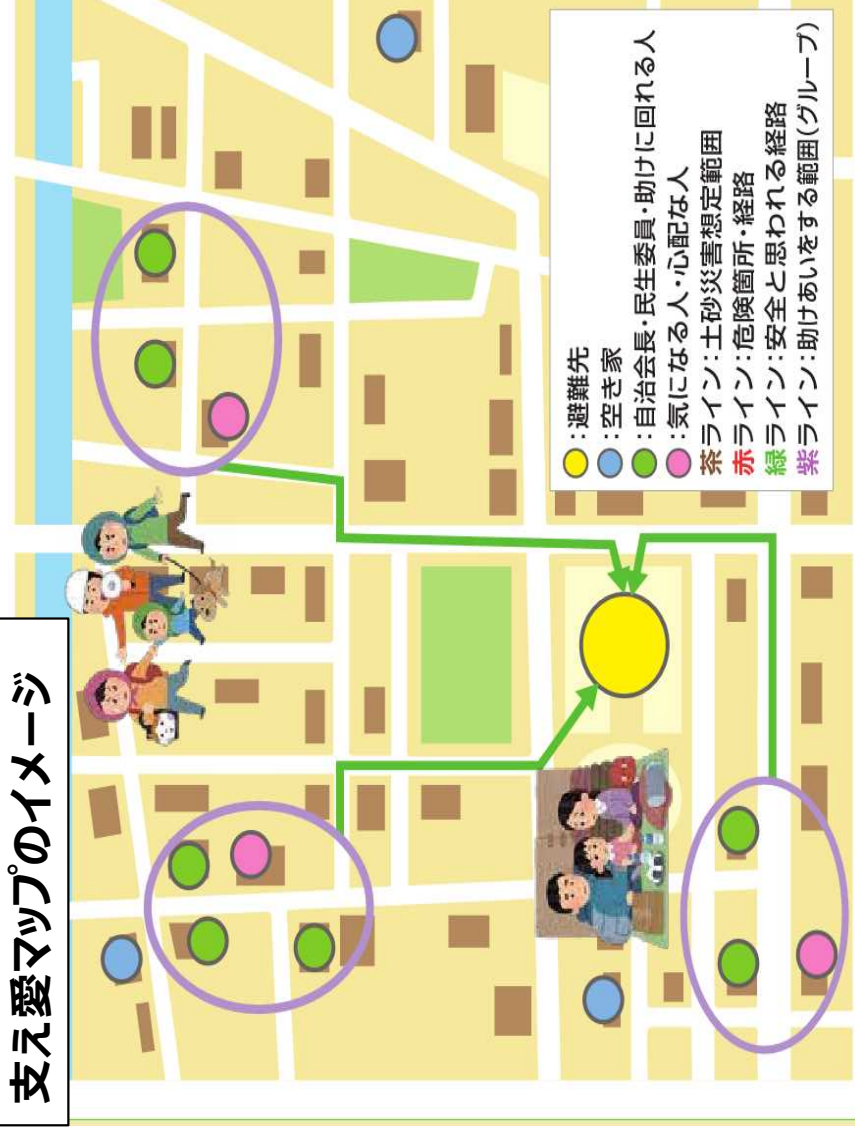 支え愛マップのイメージ
:避難先
:空き家
:自治会長・民生委員・助けに回れる人
:気になる人・心配な人
茶ライン:土砂災害想定範囲
赤ライン:危険箇所・経路
緑ライン:安全と思われる経路
紫ライン:助けあいをする範囲(グループ)